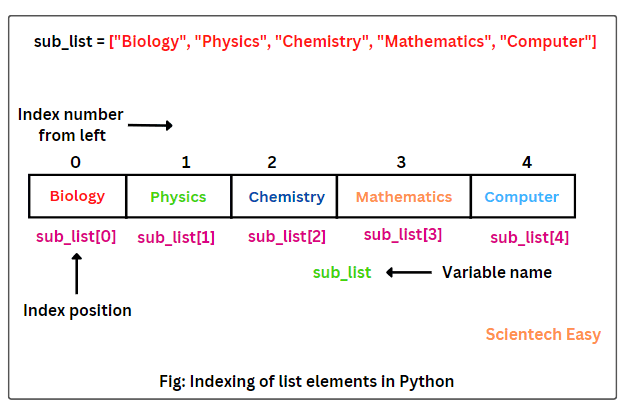 sub_list = ["Biology", "Physics", "Chemistry", "Mathematics", "Computer"]
Index number
from left
0 1 2 3 4
Biology Physics Chemistry Mathematics Computer
sub_list[0] sub_list[1] sub_list[2] sub_list[3] sub_list[4]
sub_list Variable name
Index position
Scientech Easy
Fig: Indexing of list elements in Python